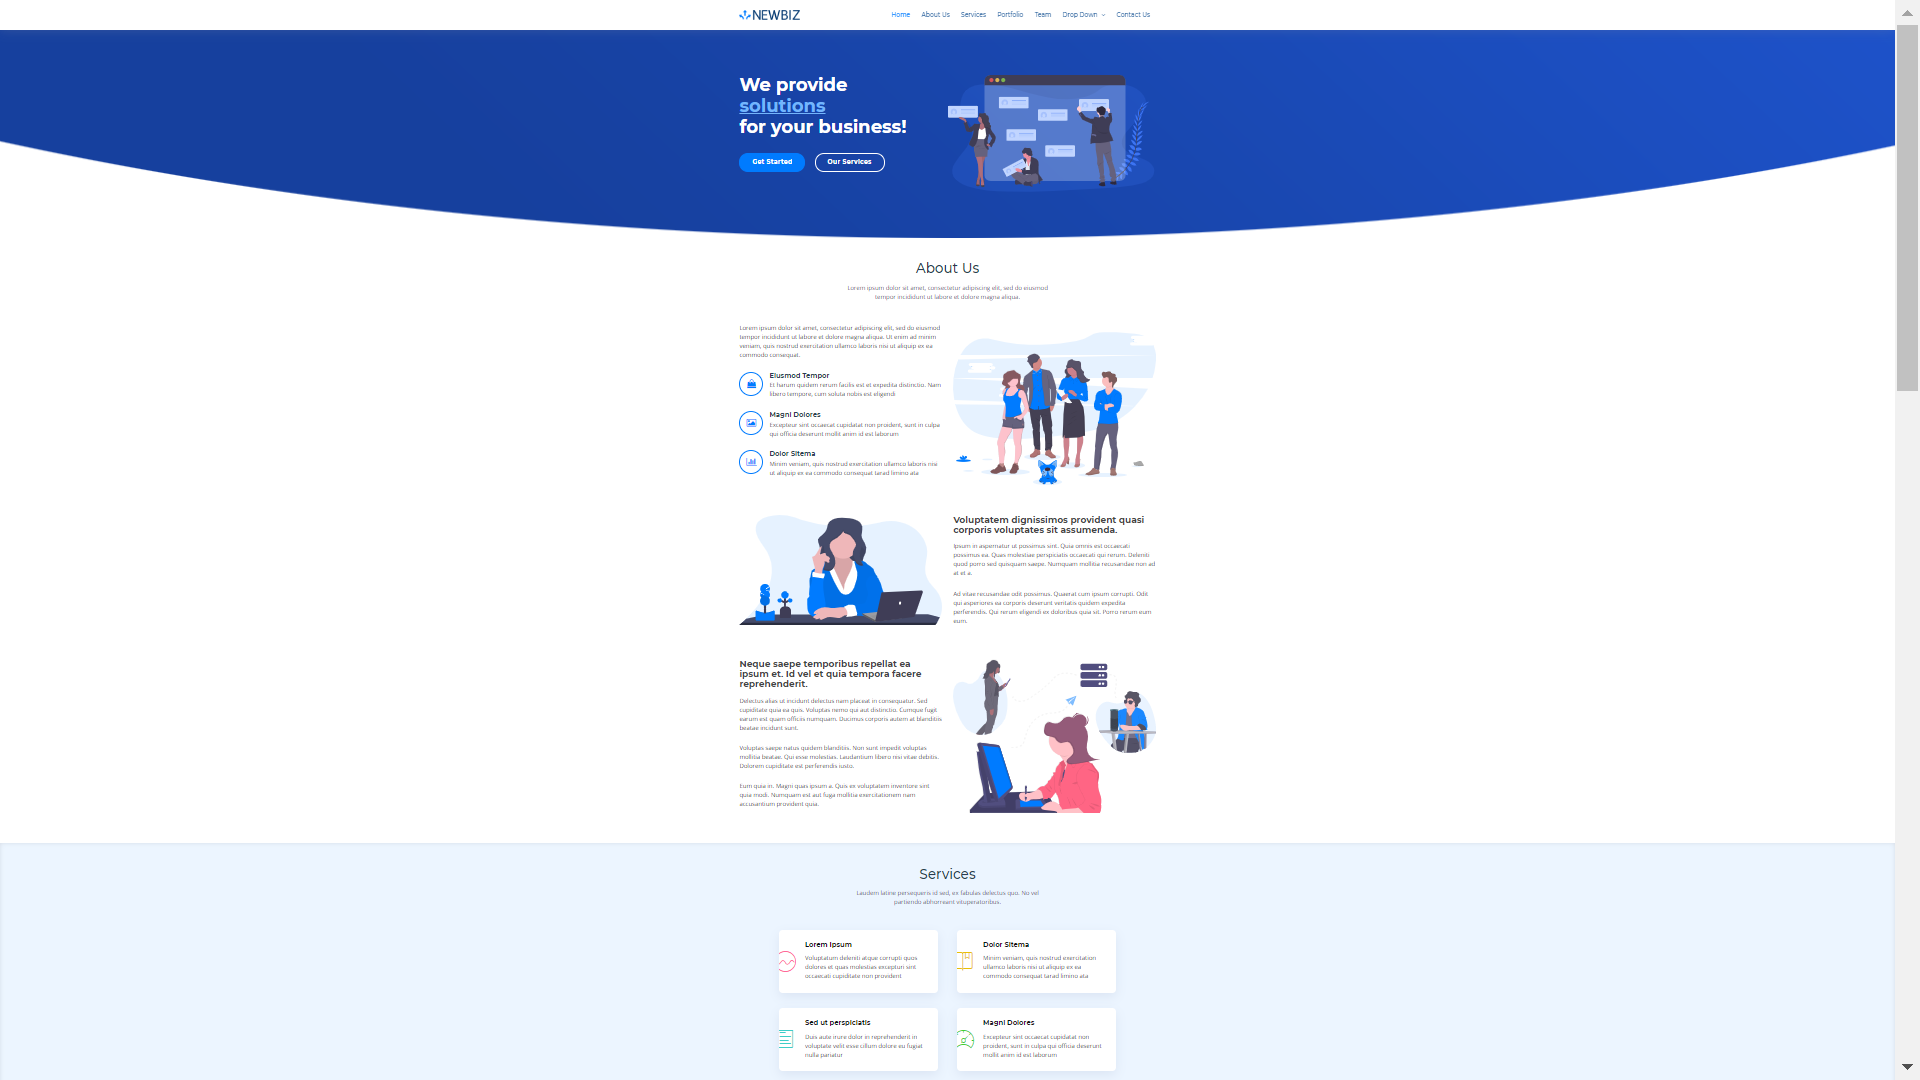 NEWBIZ
Home About Us Services Portfolio Team Drop Down Contact Us
We provide
solutions
for your business!
Get Started Our Services
About Us
Lorem ipsum dolor sit amet, consectetur adipiscing elit, sed do eiusmod
tempor incididunt ut labore et dolore magna aliqua.
Lorem ipsum dolor sit amet, consectetur adipiscing elit, sed do eiusmod
tempor incididunt ut labore et dolore magna aliqua. Ut enim ad minim
veniam, quis nostrud exercitation ullamco laboris nisi ut aliquip ex ea
commodo consequat.
Eiusmod Tempor
Et harum quidem rerum facilis est et expedita distinctio. Nam
libero tempore, cum soluta nobis est eligendi
Magni Dolores
Excepteur sint occaecat cupidatat non proident, sunt in culpa
qui officia deserunt mollit anim id est laborum
Dolor Sitema
Minim veniam, quis nostrud exercitation ullamco laboris nisi
ut aliquip ex ea commodo consequat tarad limino ata
Voluptatem dignissimos provident quasi
corporis voluptates sit assumenda.
Ipsum in aspernatur ut possimus sint. Quia omnis est occaecati
possimus ea. Quas molestiae perspiciatis occaecati qui rerum. Deleniti
quod porro sed quisquam saepe. Numquam mollitia recusandae non ad
at et a.
Ad vitae recusandae odit possimus. Quaerat cum ipsum corrupti. Odit
qui asperiores ea corporis deserunt veritatis quidem expedita
perferendis. Qui rerum eligendi ex doloribus quia sit. Porro rerum eum
eum.
Neque saepe temporibus repellat ea
ipsum et. Id vel et quia tempora facere
reprehenderit.
Delectus alias ut incidunt delectus nam placeat in consequatur. Sed
cupiditate quia ea quis. Voluptas nemo qui aut distinctio. Cumque fugit
earum est quam officiis numquam. Ducimus corporis autem at blanditiis
beatae incidunt sunt.
Voluptas saepe natus quidem blanditiis. Non sunt impedit voluptas
mollitia beatae. Qui esse molestias. Laudantium libero nisi vitae debitis.
Dolorem cupiditate est perferendis iusto.
Eum quia in. Magni quas ipsum a. Quis ex voluptatem inventore sint
quia modi. Numquam est aut fuga mollitia exercitationem nam
accusantium provident quia.
Services
Laudem latine persequeris id sed, ex fabulas delectus quo. No vel
partiendo abhorreant vituperatoribus.
Lorem Ipsum
Voluptatum deleniti atque corrupti quos
dolores et quas molestias excepturi sint
occaecati cupiditate non provident
Dolor Sitema
Minim veniam, quis nostrud exercitation
ullamco laboris nisi ut aliquip ex ea
commodo consequat tarad limino ata
Sed ut perspiciatis
Duis aute irure dolor in reprehenderit in
voluptate velit esse cillum dolore eu fugiat
nulla pariatur
Magni Dolores
Excepteur sint occaecat cupidatat non
proident, sunt in culpa qui officia deserunt
mollit anim id est laborum